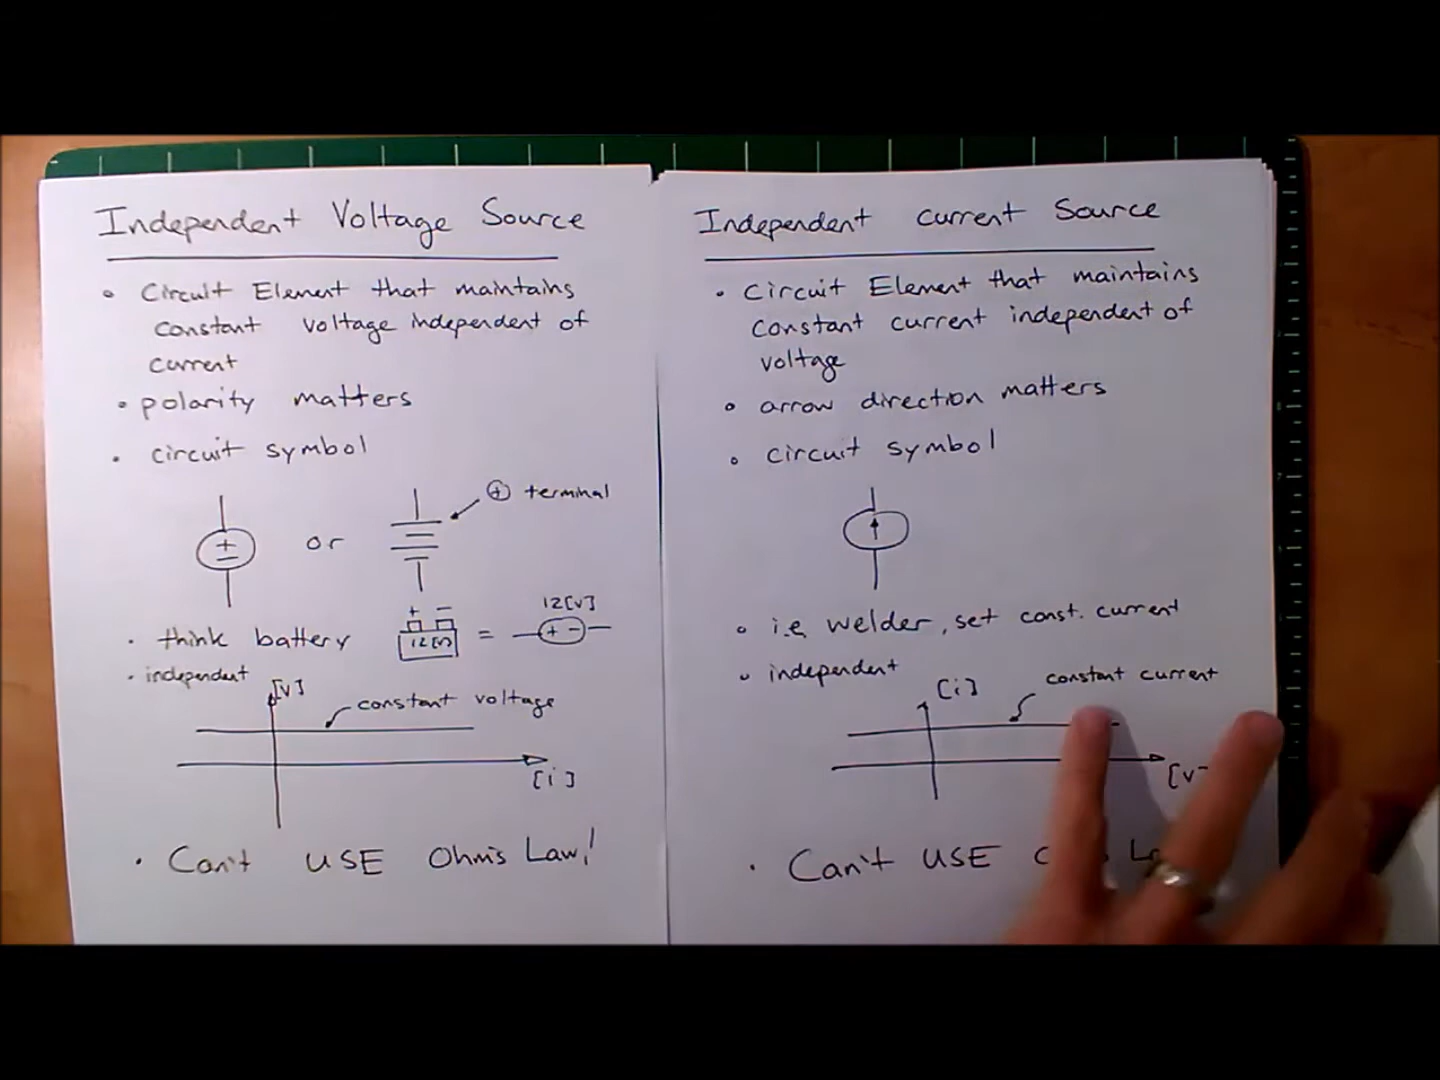 Independent Voltage Source
• Circuit Element that maintains
constant voltage independent of
current
• polarity matters
• circuit symbol
+ terminal
+
−
or
• think battery
+ −
12[V]
=
12[V]
+ −
• independent
[V]
constant voltage
[i]
• Can't USE Ohm's Law!
Independent Current Source
• Circuit Element that maintains
constant current independent of
voltage
• arrow direction matters
• circuit symbol
• i.e. welder, set const. current
• independent
[i]
constant current
• Can't USE